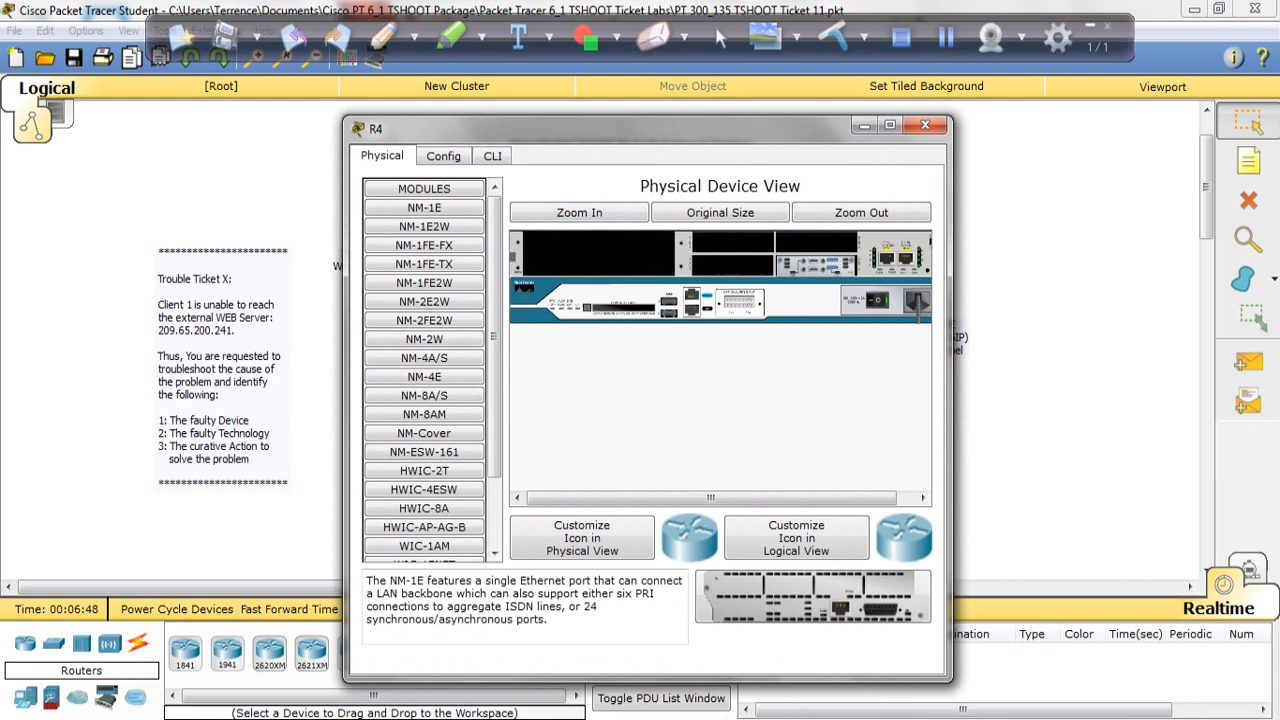 Cisco Packet Tracer Student - C:\Users\Terrence\Documents\Cisco PT 6_1 TSHOOT Package\Packet Tracer 6_1 TSHOOT Ticket Labs\PT 300_135 TSHOOT Ticket 11.pkt
File Edit Options View
1/1
Logical
[Root]
New Cluster
Move Object
Set Tiled Background
Viewport
R4
Physical
Config
CLI
MODULES
NM-1E
NM-1E2W
NM-1FE-FX
NM-1FE-TX
NM-1FE2W
NM-2E2W
NM-2FE2W
NM-2W
NM-4A/S
NM-4E
NM-8A/S
NM-8AM
NM-Cover
NM-ESW-161
HWIC-2T
HWIC-4ESW
HWIC-8A
HWIC-AP-AG-B
WIC-1AM
Physical Device View
Zoom In
Original Size
Zoom Out
Customize
Icon in
Physical View
Customize
Icon in
Logical View
The NM-1E features a single Ethernet port that can connect
a LAN backbone which can also support either six PRI
connections to aggregate ISDN lines, or 24
synchronous/asynchronous ports.
************************
Trouble Ticket X:
Client 1 is unable to reach
the external WEB Server:
209.65.200.241.
Thus, You are requested to
troubleshoot the cause of
the problem and identify
the following:
1: The faulty Device
2: The faulty Technology
3: The curative Action to
solve the problem
************************
W
SIP)
el
Time: 00:06:48
Power Cycle Devices Fast Forward Time
Realtime
Routers
1841
1941
2620XM
2621XM
(Select a Device to Drag and Drop to the Workspace)
Toggle PDU List Window
ination Type Color Time(sec) Periodic Num